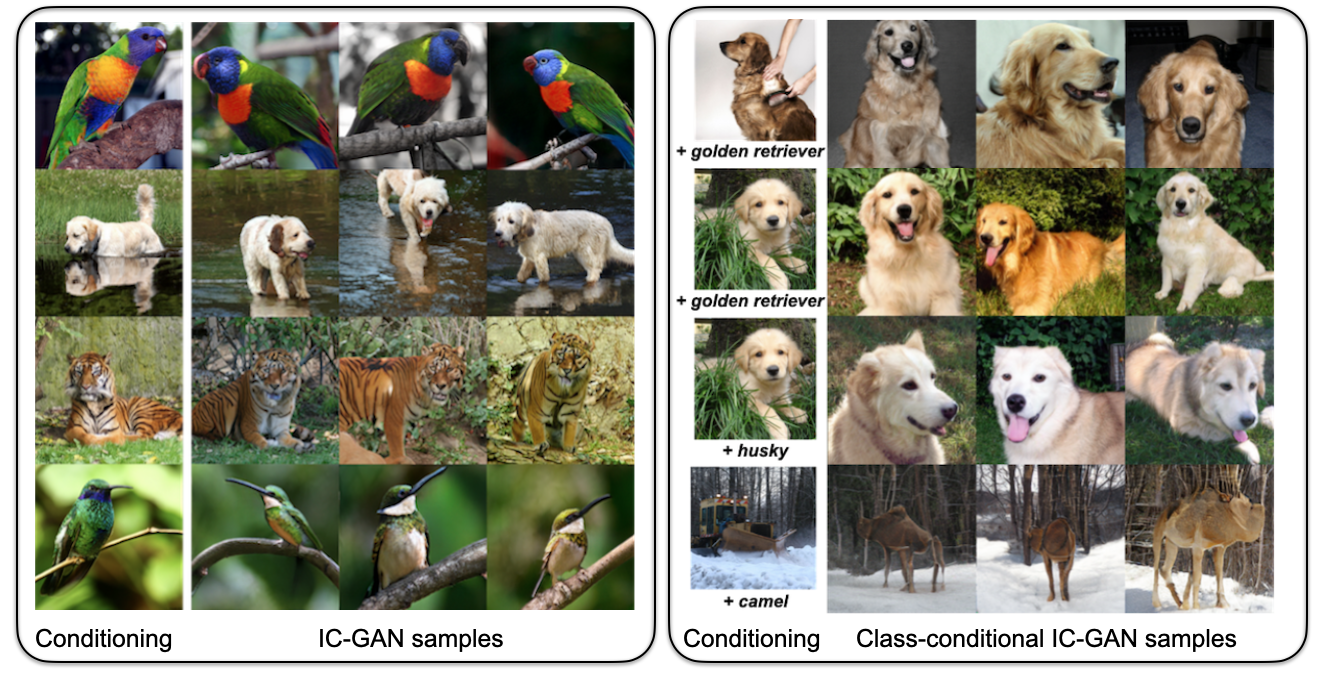 + golden retriever
+ golden retriever
+ husky
+ camel
Conditioning
IC-GAN samples
Conditioning
Class-conditional IC-GAN samples